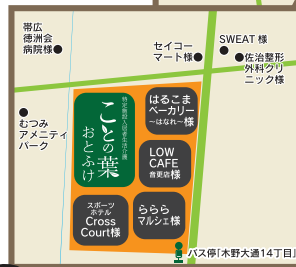 帯広
徳洲会
病院様
セイコー
マート様
SWEAT 様
佐治整形
外科クリ
ニック様
むつみ
アメニティ
パーク
特定施設入居者生活介護
ことの葉
おとふけ
はるこま
ベーカリー
〜はなれ〜様
LOW
CAFE
音更店様
スポーツ
ホテル
Cross
Court様
ららら
マルシェ様
バス停「木野大通14丁目」